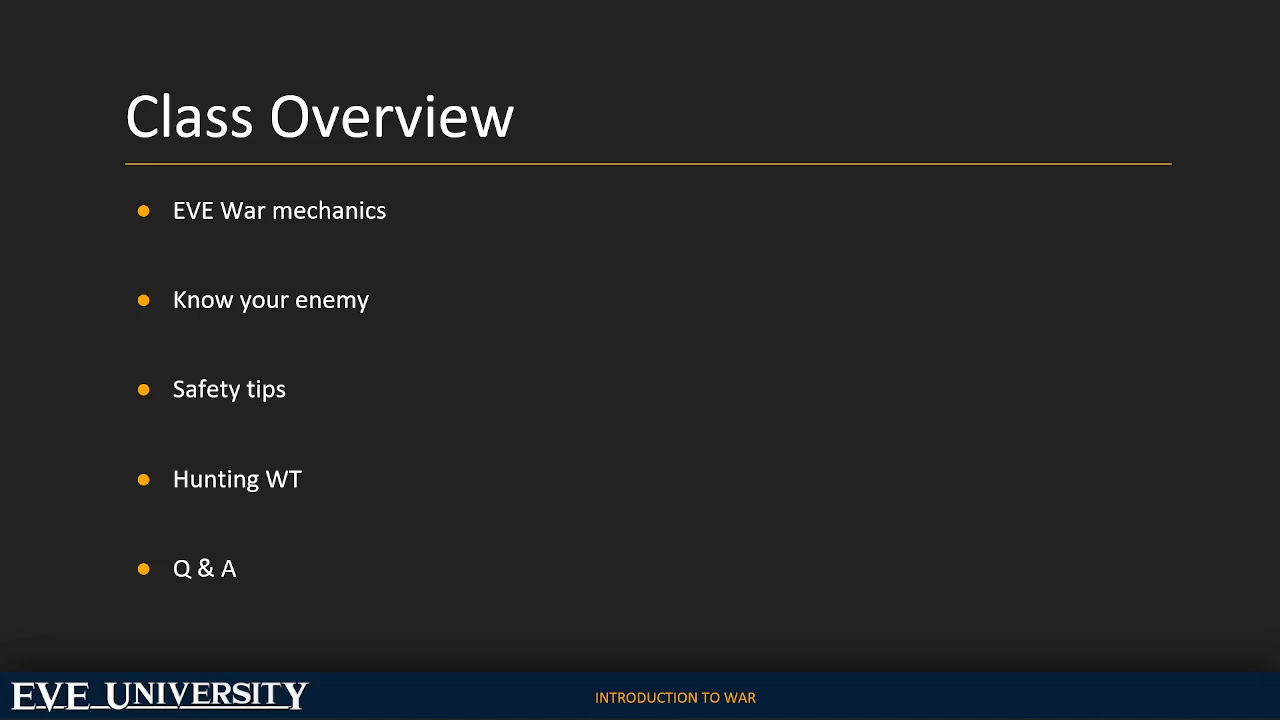 Class Overview
EVE War mechanics
Know your enemy
Safety tips
Hunting WT
Q & A
EVE UNIVERSITY
INTRODUCTION TO WAR